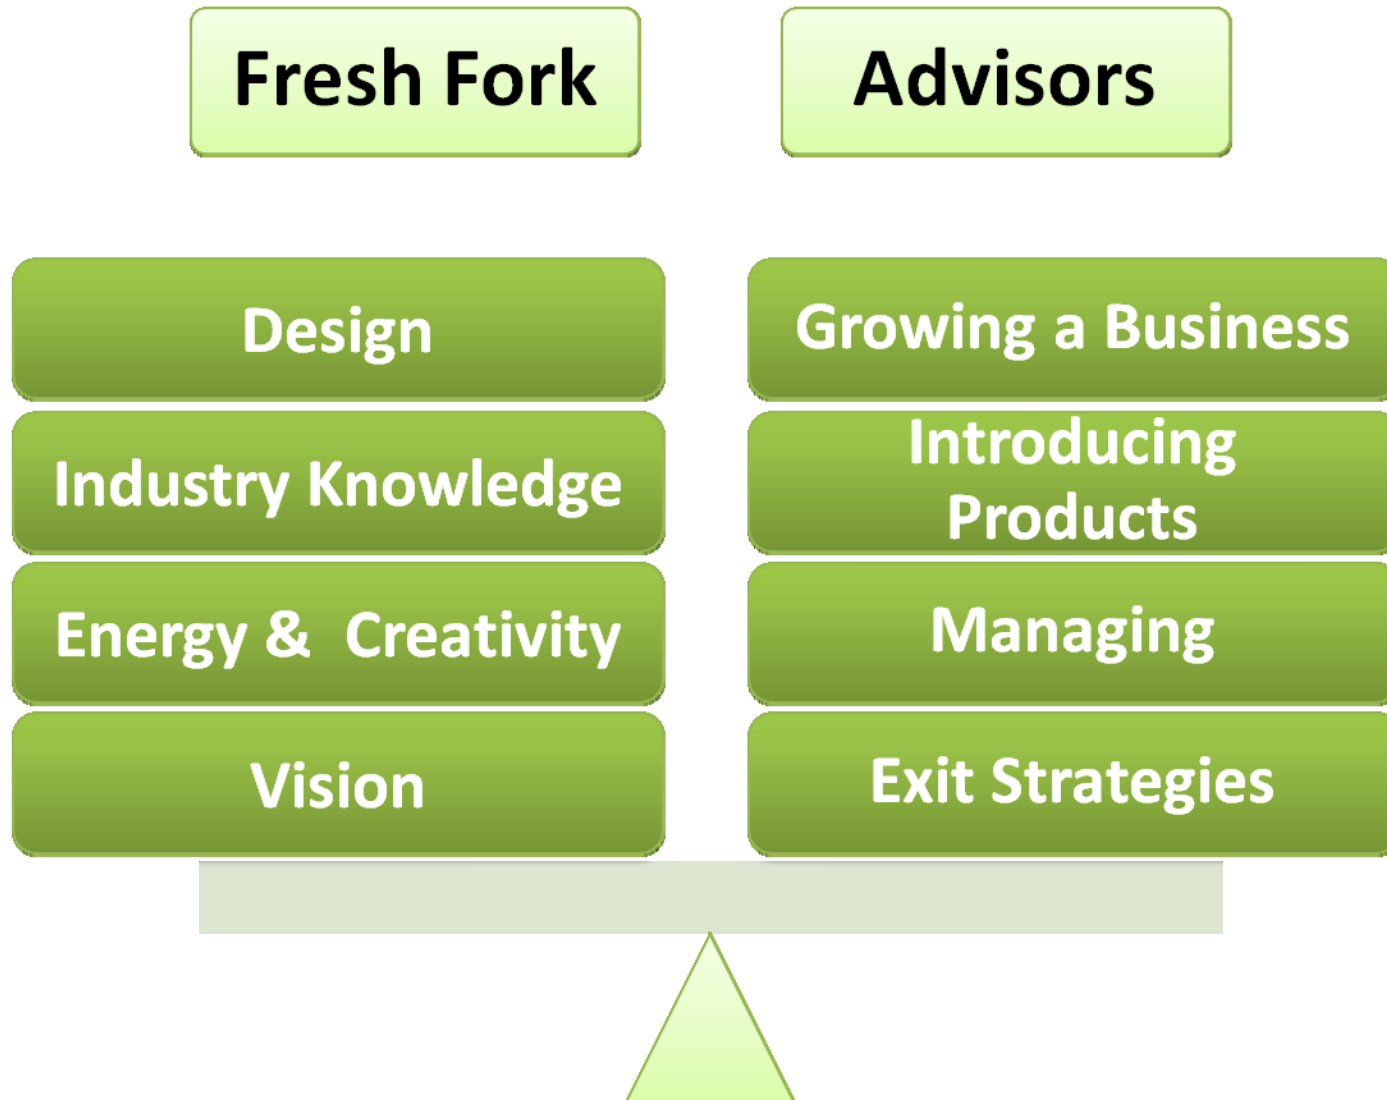 Fresh Fork
Advisors
Design
Industry Knowledge
Energy & Creativity
Vision
Growing a Business
Introducing
Products
Managing
Exit Strategies